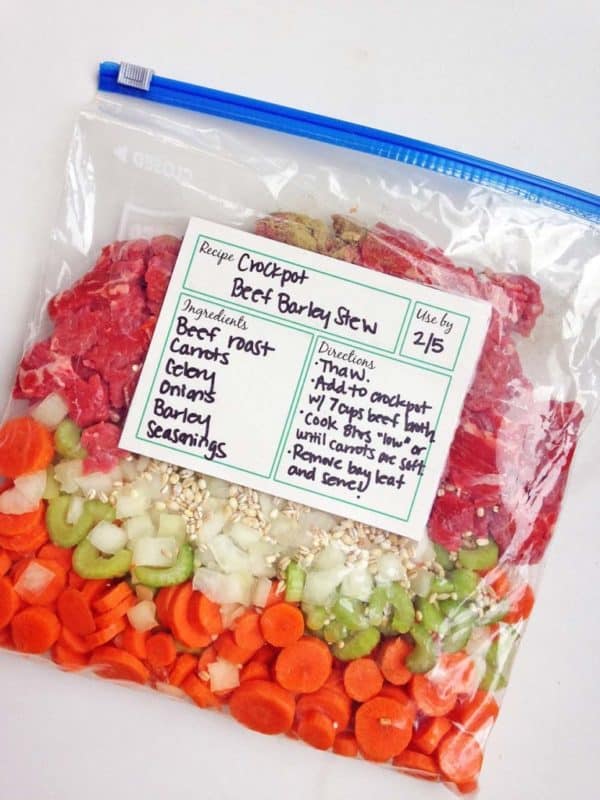 CLOSED
Recipe Crockpot
Beef Barley Stew
Use by
2/5
Ingredients
Beef roast
Carrots
Celery
Onions
Barley
Seasonings
Directions
·Thaw.
·Add to crockpot
w/ 7 cups beef broth
·Cook 8hrs "low" or
until carrots are soft
·Remove bay leaf
and serve!